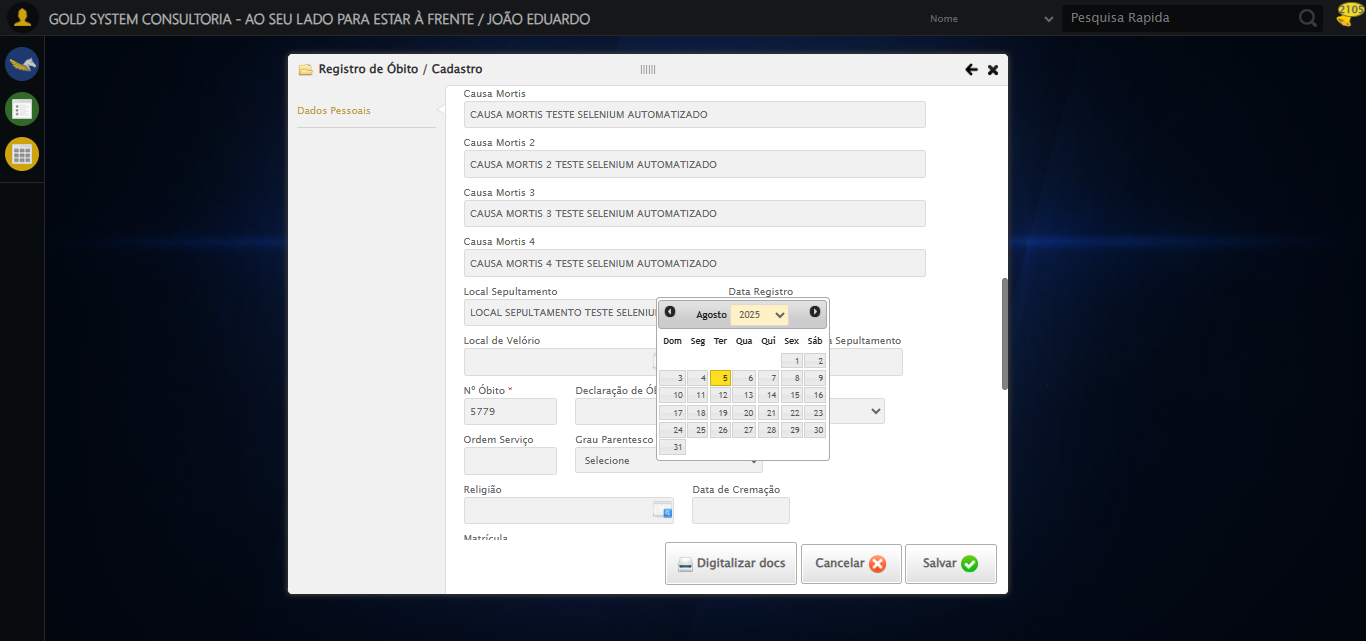 GOLD SYSTEM CONSULTORIA - AO SEU LADO PARA ESTAR À FRENTE / JOÃO EDUARDO
Nome
Pesquisa Rapida
2105
Registro de Óbito / Cadastro
Dados Pessoais
Causa Mortis
CAUSA MORTIS TESTE SELENIUM AUTOMATIZADO
Causa Mortis 2
CAUSA MORTIS 2 TESTE SELENIUM AUTOMATIZADO
Causa Mortis 3
CAUSA MORTIS 3 TESTE SELENIUM AUTOMATIZADO
Causa Mortis 4
CAUSA MORTIS 4 TESTE SELENIUM AUTOMATIZADO
Local Sepultamento Data Registro
LOCAL SEPULTAMENTO TESTE
Agosto 2025
Dom Seg Ter Qua Qui Sex Sáb
1 2
3 4 5 6 7 8 9
10 11 12 13 14 15 16
17 18 19 20 21 22 23
24 25 26 27 28 29 30
31
Local de Velório Sepultamento
Nº Óbito * Declaração de
5779
Ordem Serviço Grau Parentesco
Selecione
Religião Data de Cremação
Matrícula
Digitalizar docs Cancelar Salvar